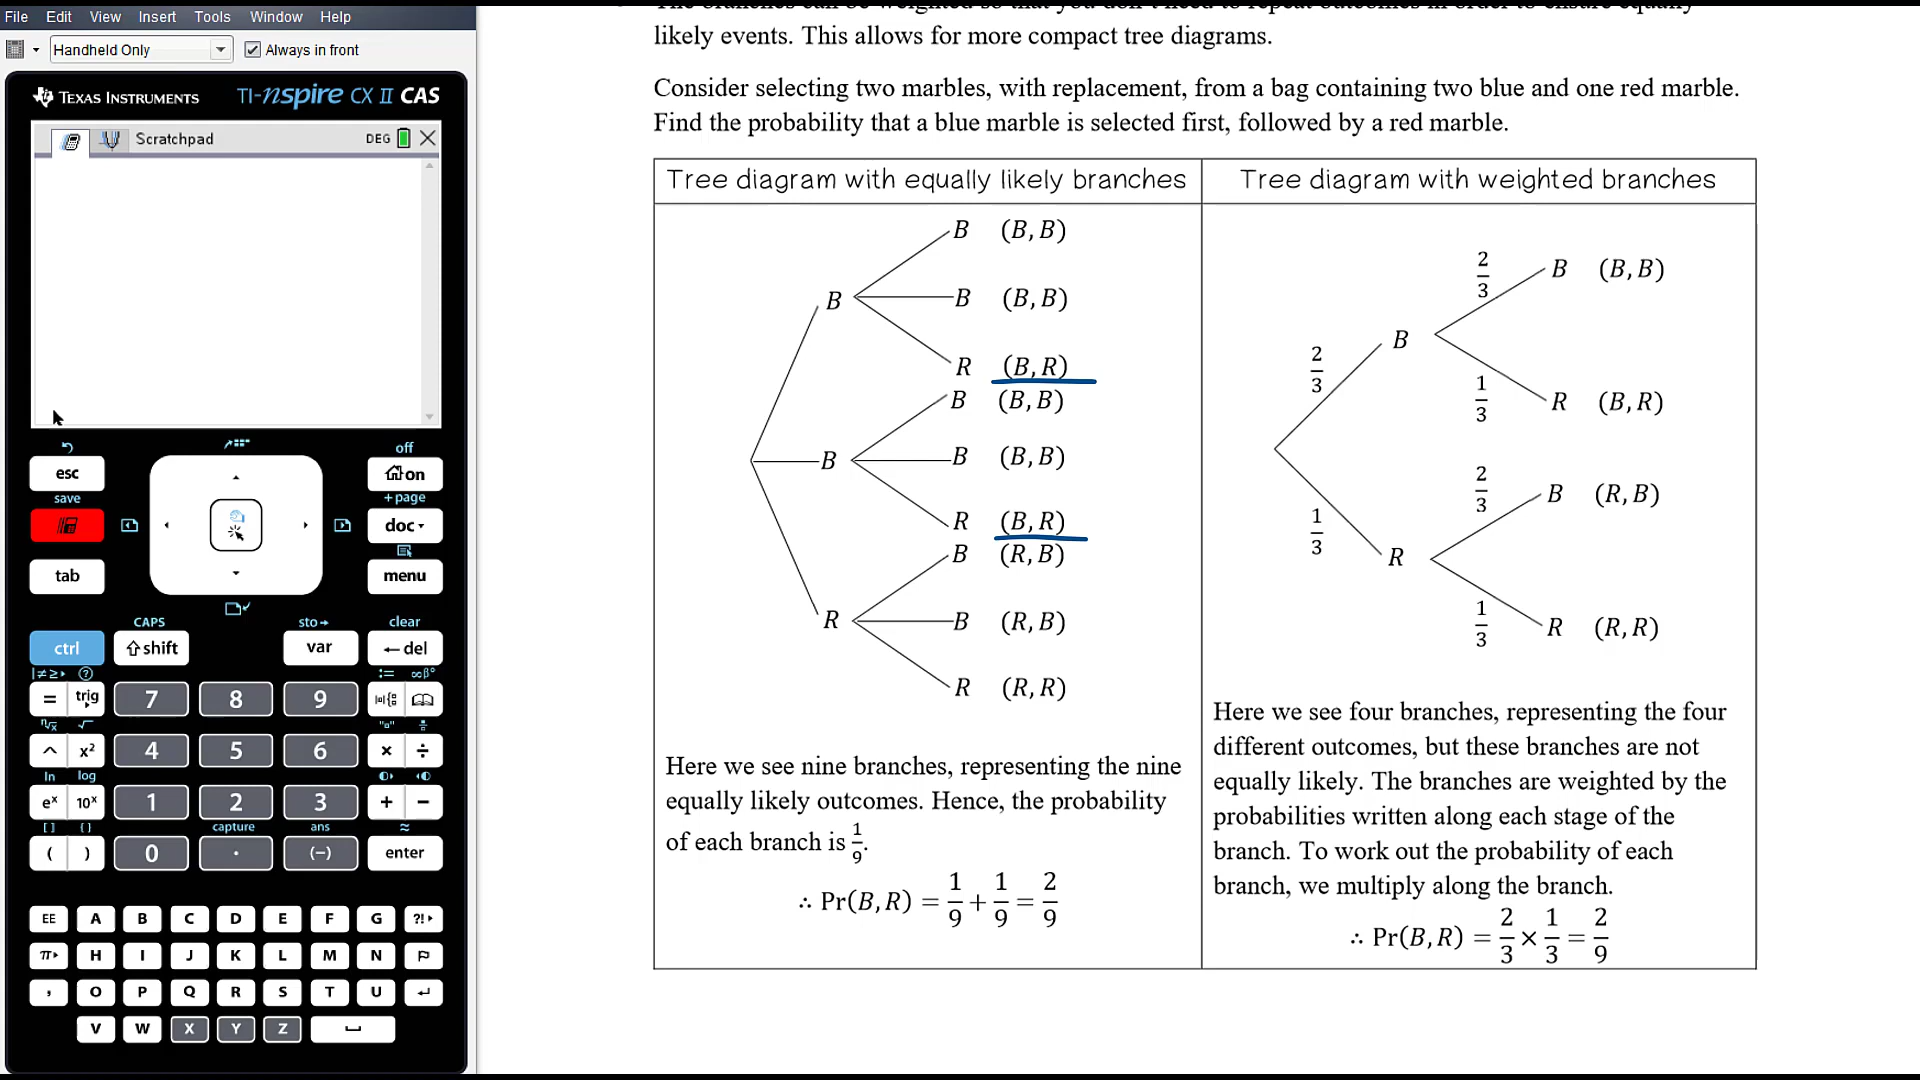 File Edit View Insert Tools Window Help
Handheld Only Always in front
TEXAS INSTRUMENTS TI-nspire CX II CAS
Scratchpad DEG
esc
off
on
save
+ page
doc
tab
menu
CAPS
sto→
clear
ctrl
shift
var
←del
|≠≥▸ ? := ∞β°
= trig 7 8 9
ⁿ√x √ "▫"
^ x² 4 5 6 × ÷
ln log
eˣ 10ˣ 1 2 3 + −
[ ] { } capture ans ≈
( ) 0 . (−) enter
EE A B C D E F G ?!▸
π▸ H I J K L M N
, O P Q R S T U ↵
V W X Y Z
likely events. This allows for more compact tree diagrams.
Consider selecting two marbles, with replacement, from a bag containing two blue and one red marble.
Find the probability that a blue marble is selected first, followed by a red marble.
Tree diagram with equally likely branches
B (B, B)
B
B (B, B)
R (B, R)
B (B, B)
B
B (B, B)
R (B, R)
B (R, B)
R
B (R, B)
R (R, R)
Here we see nine branches, representing the nine
equally likely outcomes. Hence, the probability
of each branch is 1/9.
∴ Pr(B, R) = 1/9 + 1/9 = 2/9
Tree diagram with weighted branches
2/3 B (B, B)
2/3 B
1/3 R (B, R)
2/3 B (R, B)
1/3 R
1/3 R (R, R)
Here we see four branches, representing the four
different outcomes, but these branches are not
equally likely. The branches are weighted by the
probabilities written along each stage of the
branch. To work out the probability of each
branch, we multiply along the branch.
∴ Pr(B, R) = 2/3 × 1/3 = 2/9